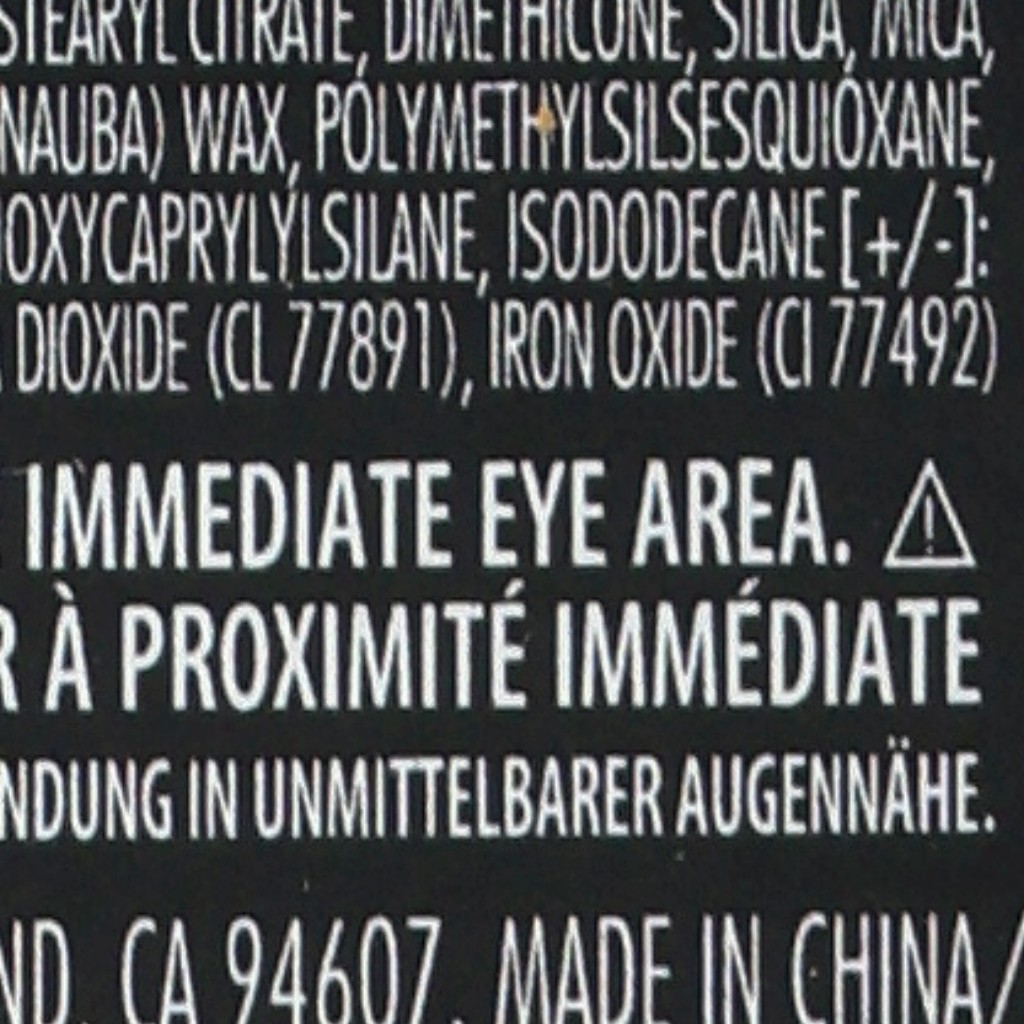 STEARYL CITRATE, DIMETHICONE, SILICA, MICA,
NAUBA) WAX, POLYMETHYLSILSESQUIOXANE,
OXYCAPRYLYLSILANE, ISODODECANE [+/-]:
DIOXIDE (CL 77891), IRON OXIDE (CI 77492)
IMMEDIATE EYE AREA.
R À PROXIMITÉ IMMÉDIATE
NDUNG IN UNMITTELBARER AUGENNÄHE.
ND, CA 94607. MADE IN CHINA/